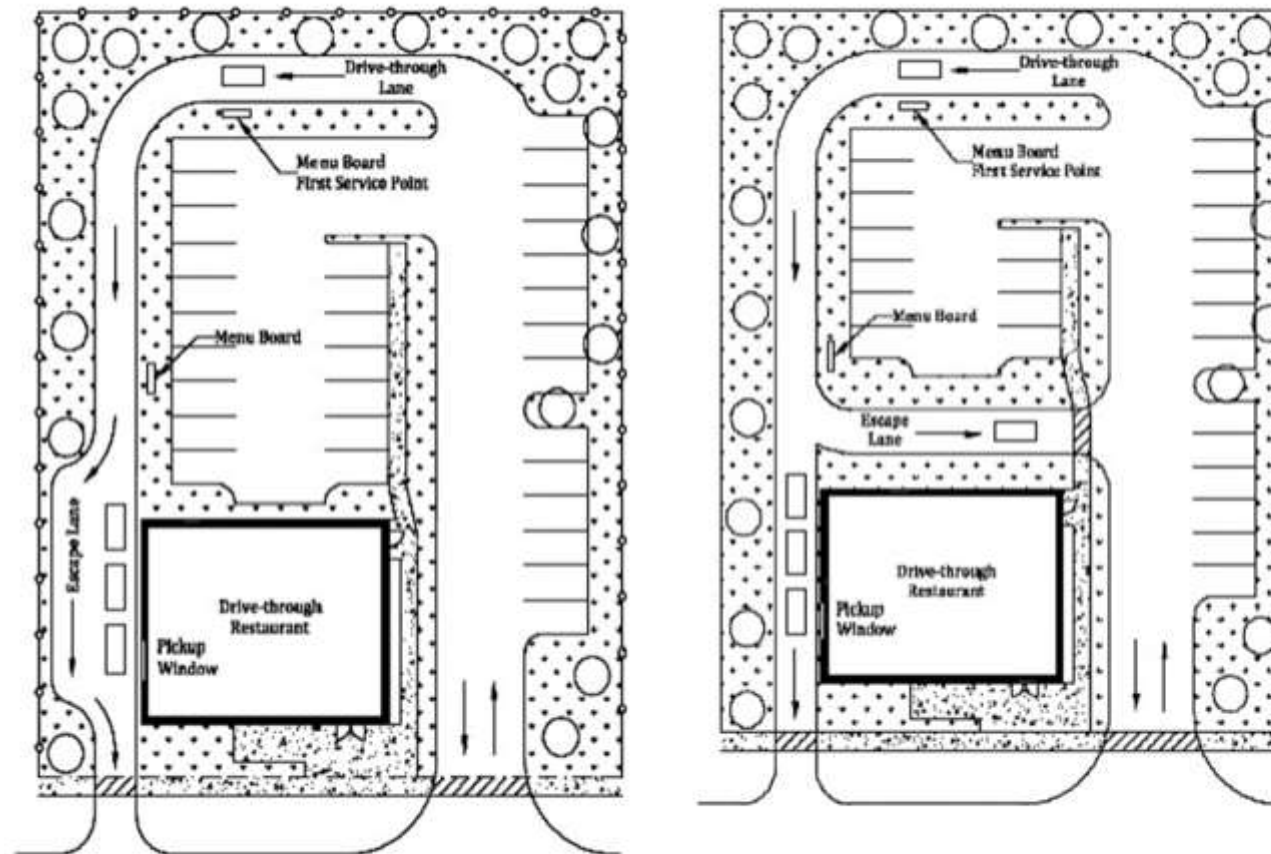 Drive-through
Lane
Menu Board
First Service Point
Menu Board
Escape Lane
Drive-through
Restaurant
Pickup
Window
Drive-through
Lane
Menu Board
First Service Point
Menu Board
Escape
Lane
Drive-through
Restaurant
Pickup
Window